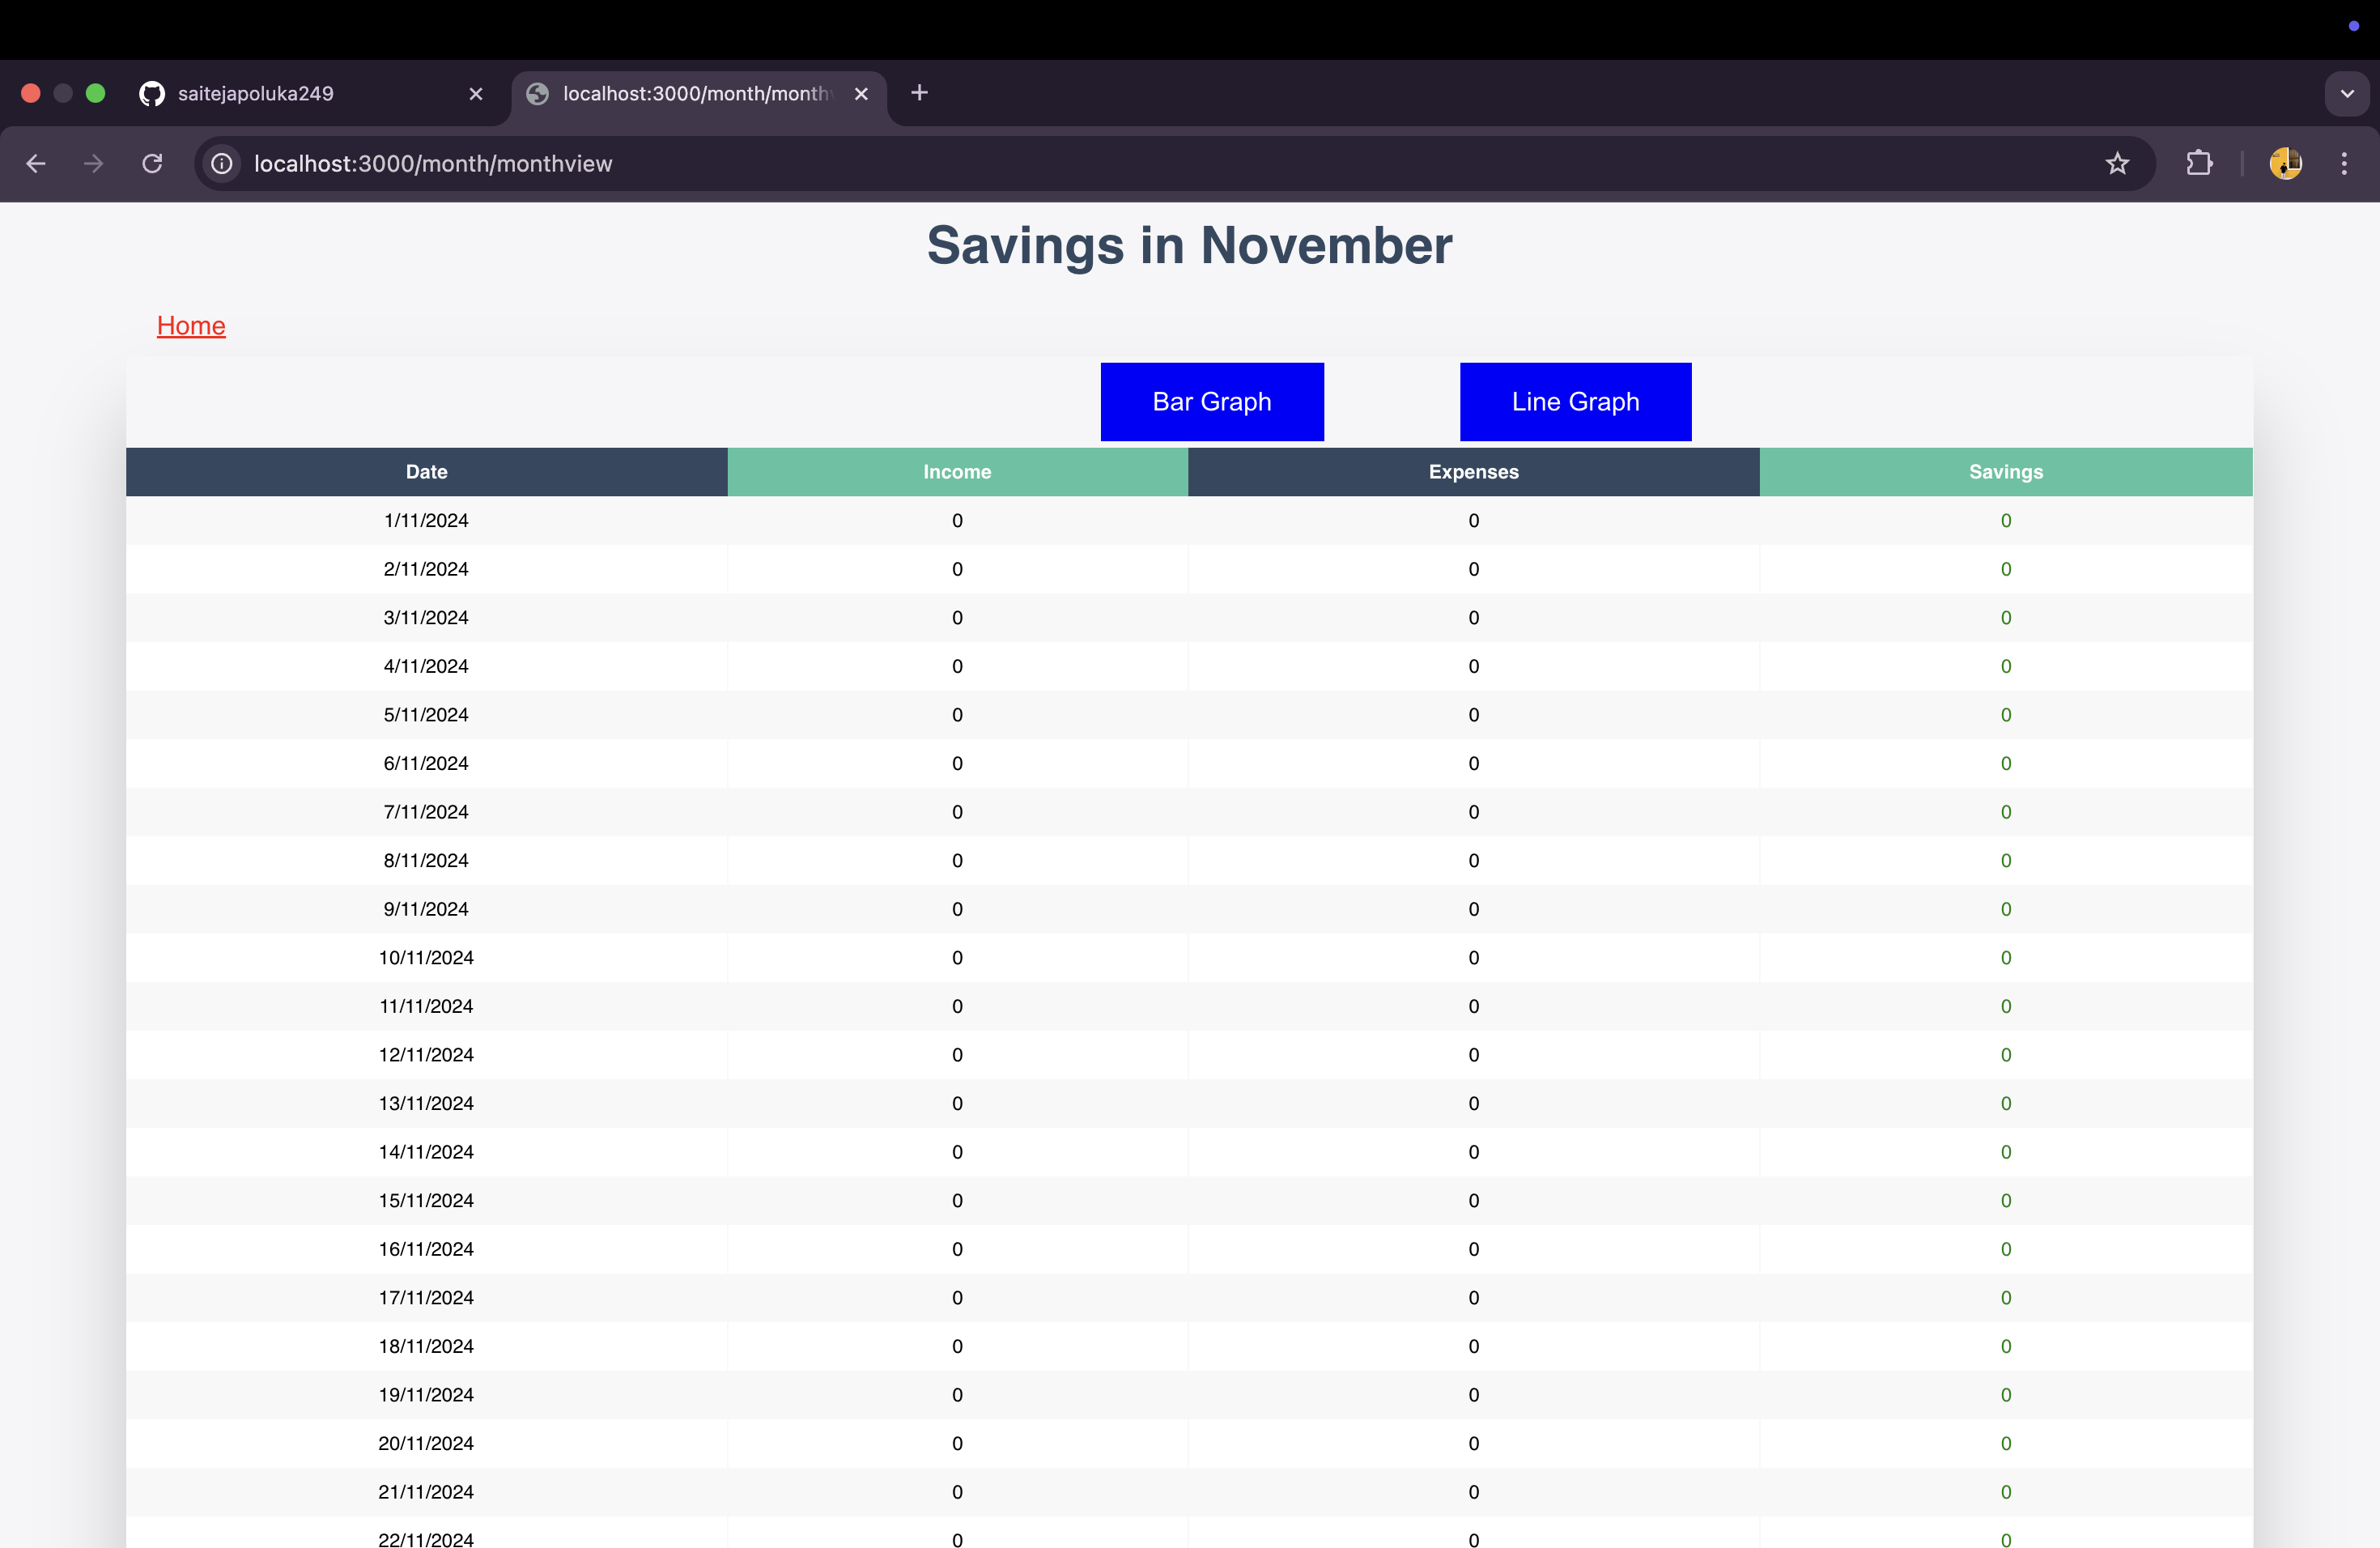 saitejapoluka249
localhost:3000/month/month
localhost:3000/month/monthview
Savings in November
Home
Bar Graph Line Graph
Date Income Expenses Savings
1/11/2024 0 0 0
2/11/2024 0 0 0
3/11/2024 0 0 0
4/11/2024 0 0 0
5/11/2024 0 0 0
6/11/2024 0 0 0
7/11/2024 0 0 0
8/11/2024 0 0 0
9/11/2024 0 0 0
10/11/2024 0 0 0
11/11/2024 0 0 0
12/11/2024 0 0 0
13/11/2024 0 0 0
14/11/2024 0 0 0
15/11/2024 0 0 0
16/11/2024 0 0 0
17/11/2024 0 0 0
18/11/2024 0 0 0
19/11/2024 0 0 0
20/11/2024 0 0 0
21/11/2024 0 0 0
22/11/2024 0 0 0